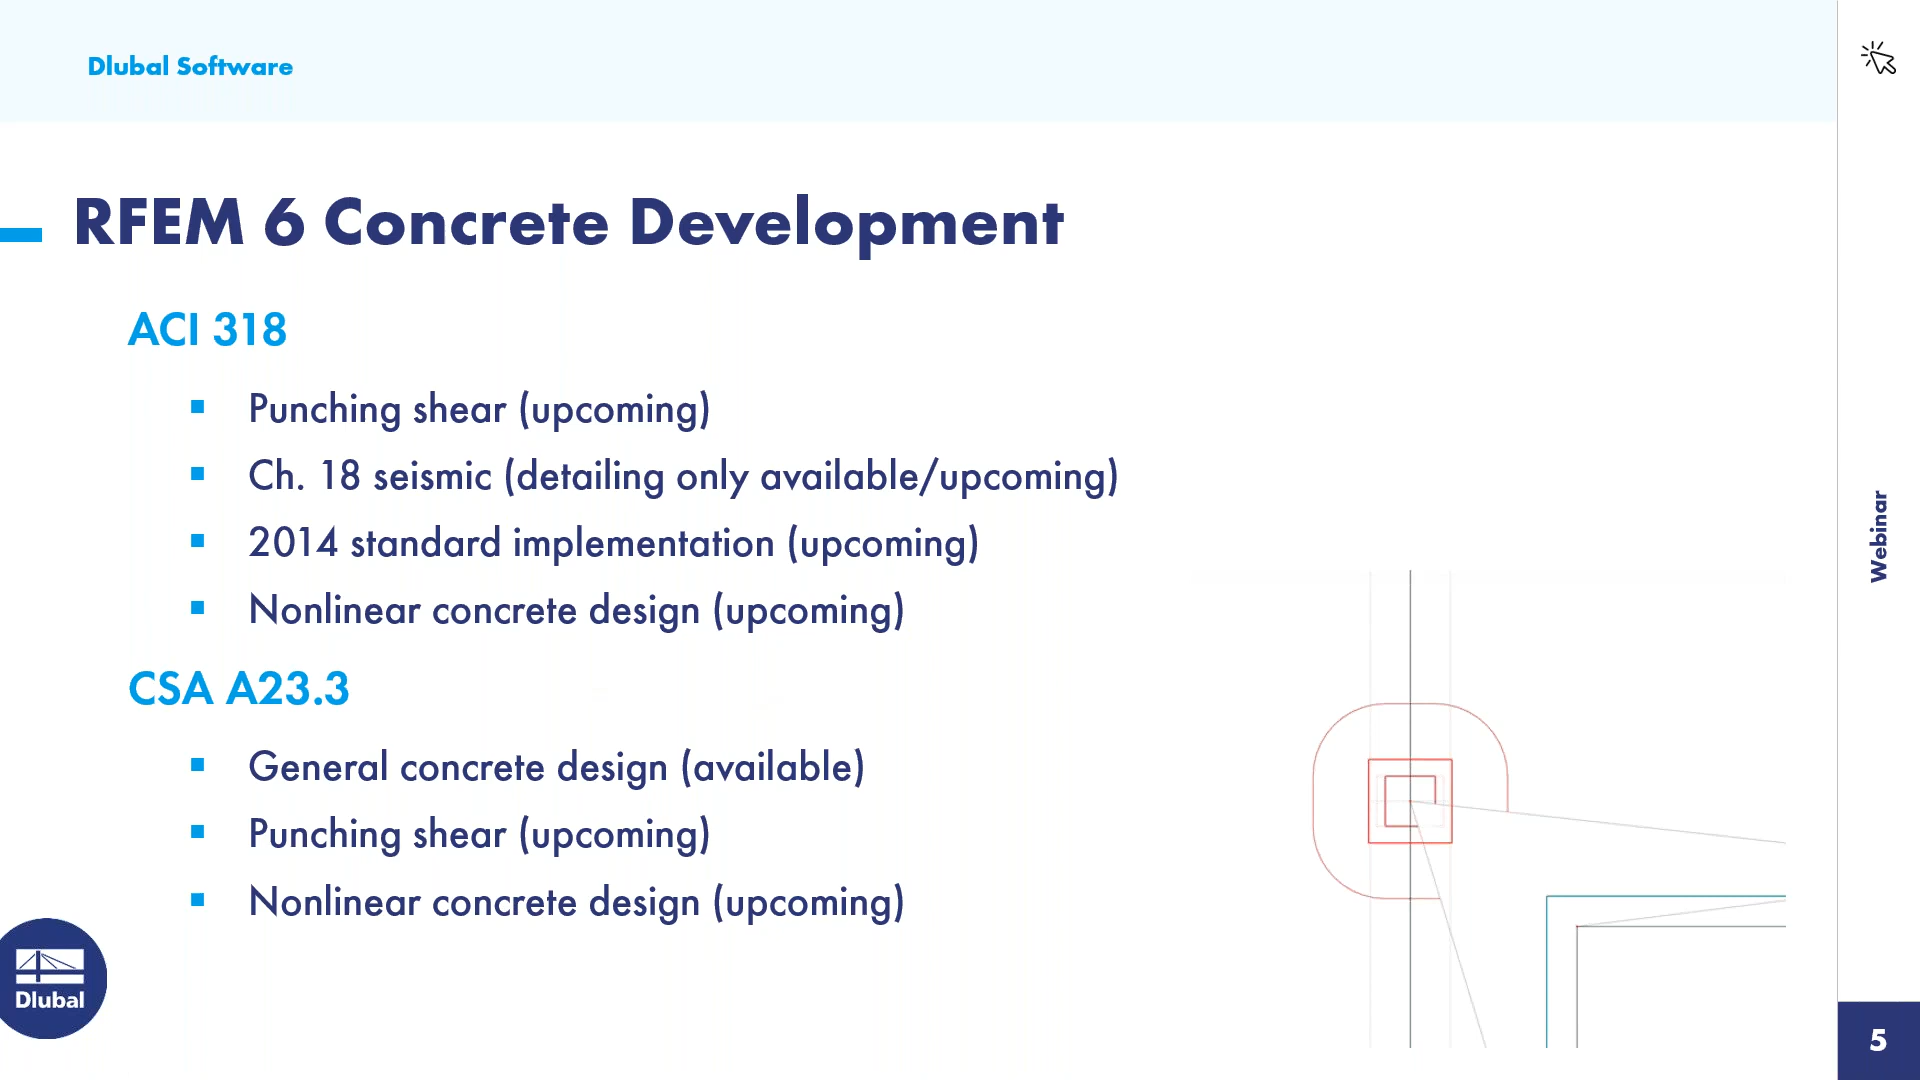 Dlubal Software
RFEM 6 Concrete Development
ACI 318
Punching shear (upcoming)
Ch. 18 seismic (detailing only available/upcoming)
2014 standard implementation (upcoming)
Nonlinear concrete design (upcoming)
CSA A23.3
General concrete design (available)
Punching shear (upcoming)
Nonlinear concrete design (upcoming)
Dlubal
Webinar
5